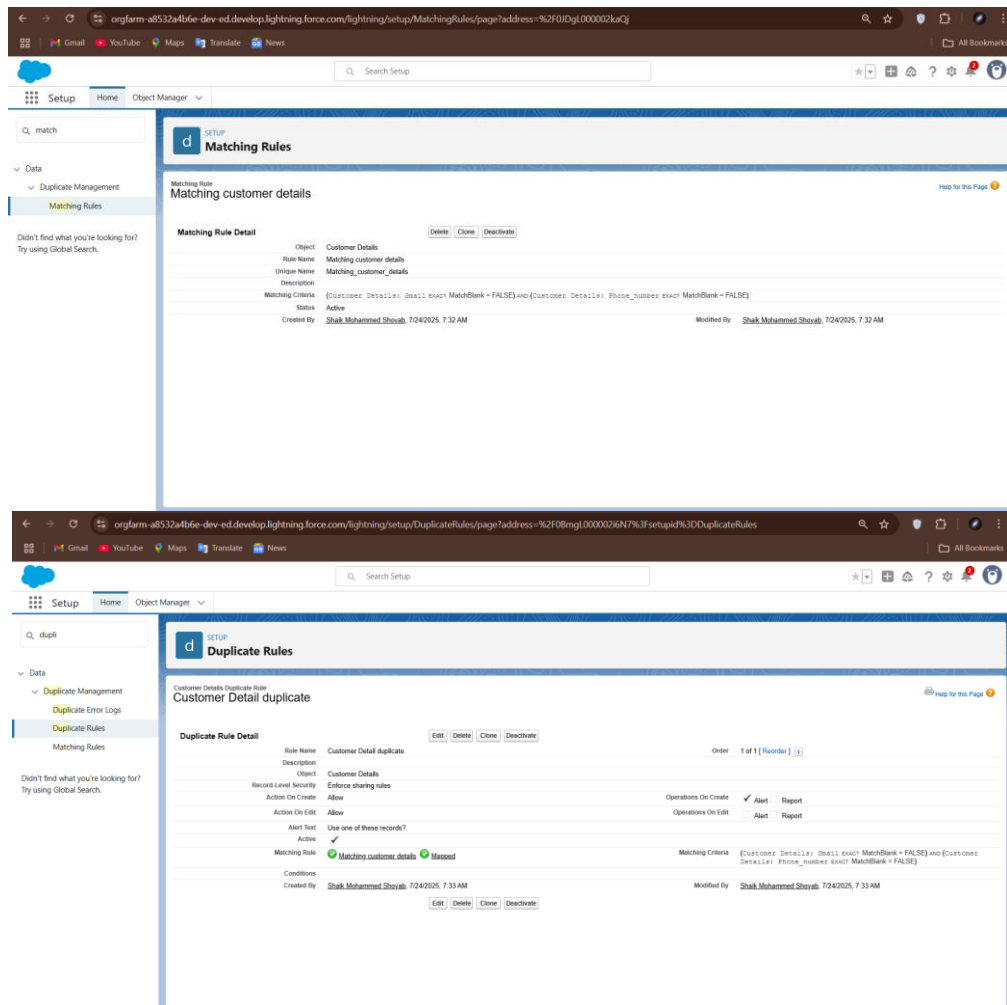 orgfarm-a8532a4b6e-dev-ed.develop.lightning.force.com/lightning/setup/MatchingRules/page?address=%2F0JDgL000002kaQj
Gmail YouTube Maps Translate News All Bookmarks
Search Setup
2
Setup Home Object Manager
match
d SETUP
Matching Rules
Data
Duplicate Management
Matching Rules
Didn't find what you're looking for?
Try using Global Search.
Matching Rule
Matching customer details
Help for this Page
Matching Rule Detail Delete Clone Deactivate
Object Customer Details
Rule Name Matching customer details
Unique Name Matching_customer_details
Description
Matching Criteria (Customer Details: Gmail EXACT MatchBlank = FALSE) AND (Customer Details: Phone_number EXACT MatchBlank = FALSE)
Status Active
Created By Shaik Mohammed Shoyab, 7/24/2025, 7:32 AM Modified By Shaik Mohammed Shoyab, 7/24/2025, 7:32 AM
orgfarm-a8532a4b6e-dev-ed.develop.lightning.force.com/lightning/setup/DuplicateRules/page?address=%2F0BmgL000002i6N7%3Fsetupid%3DDuplicateRules
Gmail YouTube Maps Translate News All Bookmarks
Search Setup
2
Setup Home Object Manager
dupli
d SETUP
Duplicate Rules
Data
Duplicate Management
Duplicate Error Logs
Duplicate Rules
Matching Rules
Didn't find what you're looking for?
Try using Global Search.
Customer Details Duplicate Rule
Customer Detail duplicate
Help for this Page
Duplicate Rule Detail Edit Delete Clone Deactivate
Rule Name Customer Detail duplicate Order 1 of 1 [ Reorder ] i
Description
Object Customer Details
Record-Level Security Enforce sharing rules
Action On Create Allow Operations On Create Alert Report
Action On Edit Allow Operations On Edit Alert Report
Alert Text Use one of these records?
Active
Matching Rule Matching customer details Mapped Matching Criteria (Customer Details: Gmail EXACT MatchBlank = FALSE) AND (Customer
Details: Phone_number EXACT MatchBlank = FALSE)
Conditions
Created By Shaik Mohammed Shoyab, 7/24/2025, 7:33 AM Modified By Shaik Mohammed Shoyab, 7/24/2025, 7:33 AM
Edit Delete Clone Deactivate